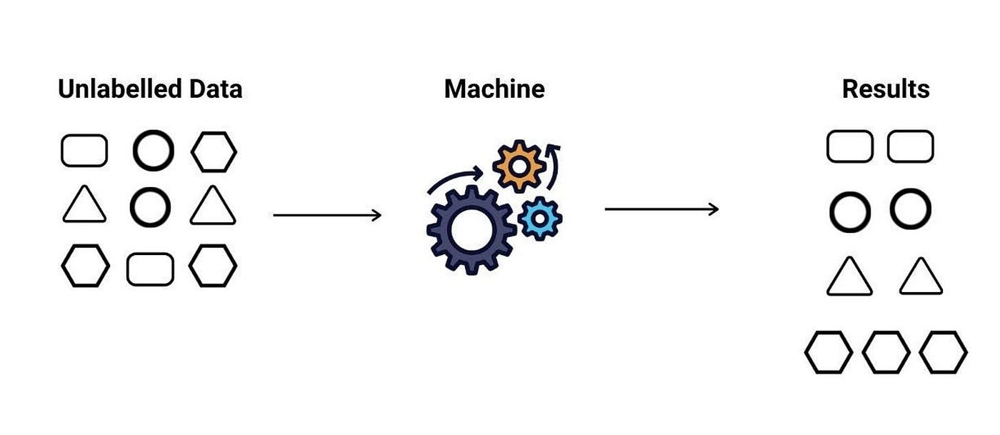 Unlabelled Data
Machine
Results